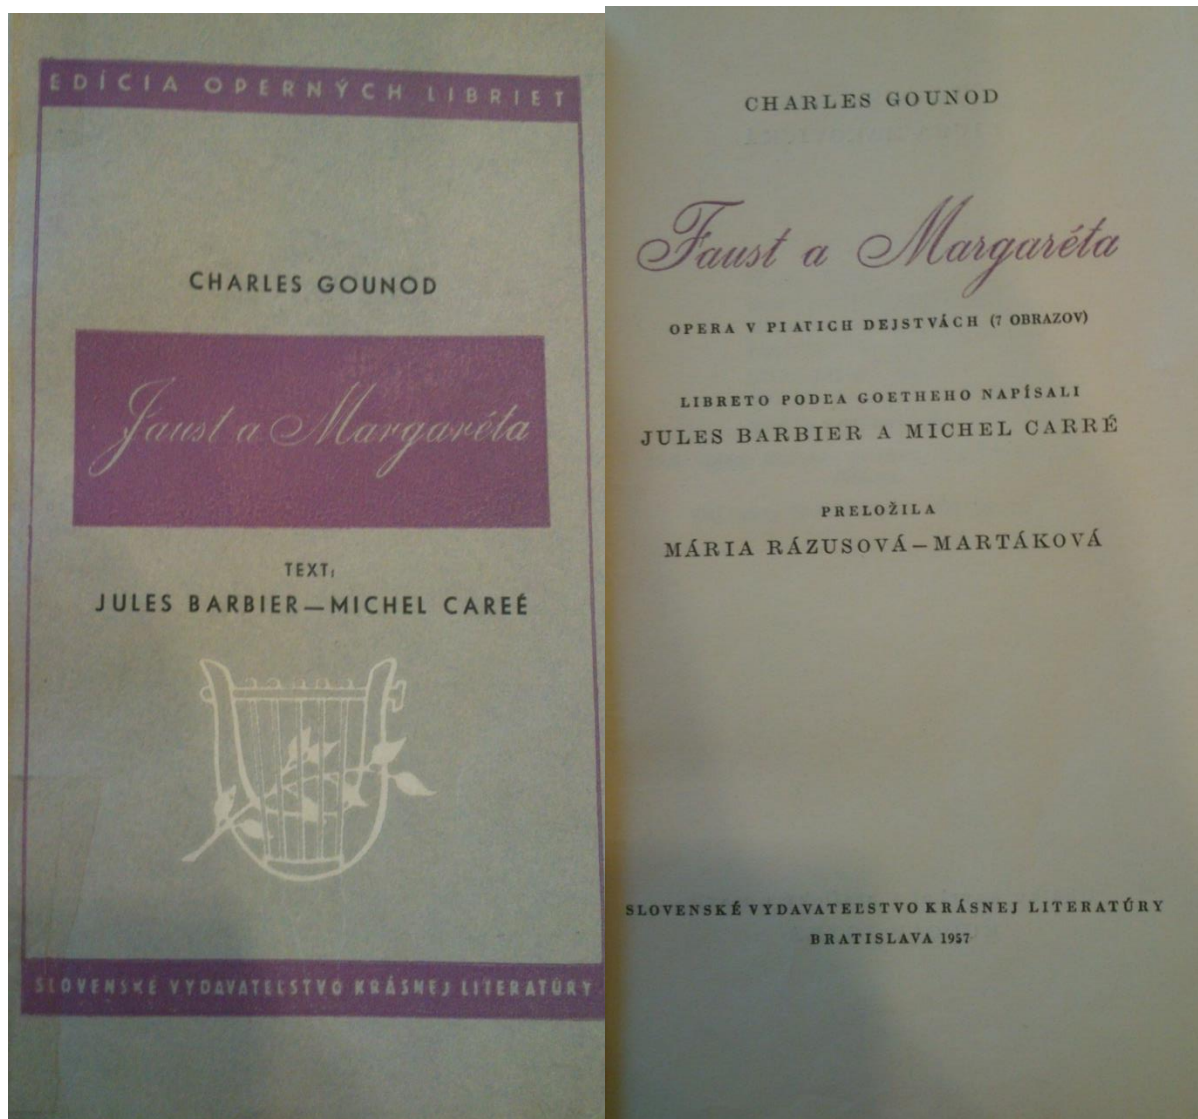 EDÍCIA OPERNÝCH LIBRIET
CHARLES GOUNOD
Faust a Margaréta
TEXT:
JULES BARBIER—MICHEL CAREÉ
SLOVENSKÉ VYDAVATEĽSTVO KRÁSNEJ LITERATÚRY
CHARLES GOUNOD
Faust a Margaréta
OPERA V PIATICH DEJSTVÁCH (7 OBRAZOV)
LIBRETO PODĽA GOETHEHO NAPÍSALI
JULES BARBIER A MICHEL CARRÉ
PRELOŽILA
MÁRIA RÁZUSOVÁ–MARTÁKOVÁ
SLOVENSKÉ VYDAVATEĽSTVO KRÁSNEJ LITERATÚRY
BRATISLAVA 1957